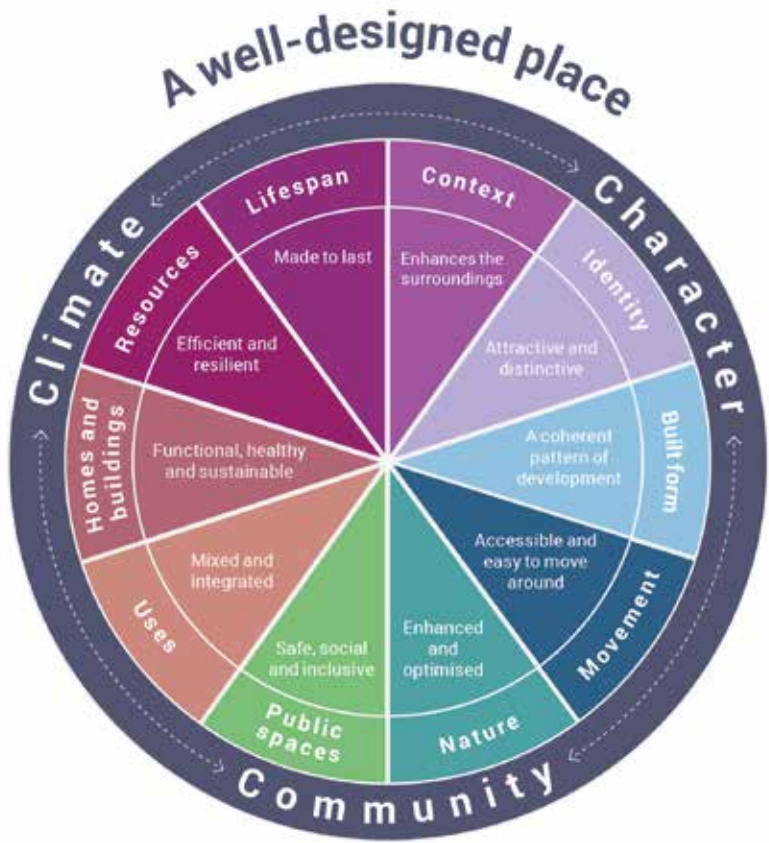 A well-designed place
Climate
Character
Community
Context
Enhances the
surroundings
Identity
Attractive and
distinctive
Built form
A coherent
pattern of
development
Movement
Accessible and
easy to move
around
Nature
Enhanced
and
optimised
Public
spaces
Safe, social
and inclusive
Uses
Mixed and
integrated
Homes and
buildings
Functional, healthy
and sustainable
Resources
Efficient and
resilient
Lifespan
Made to last